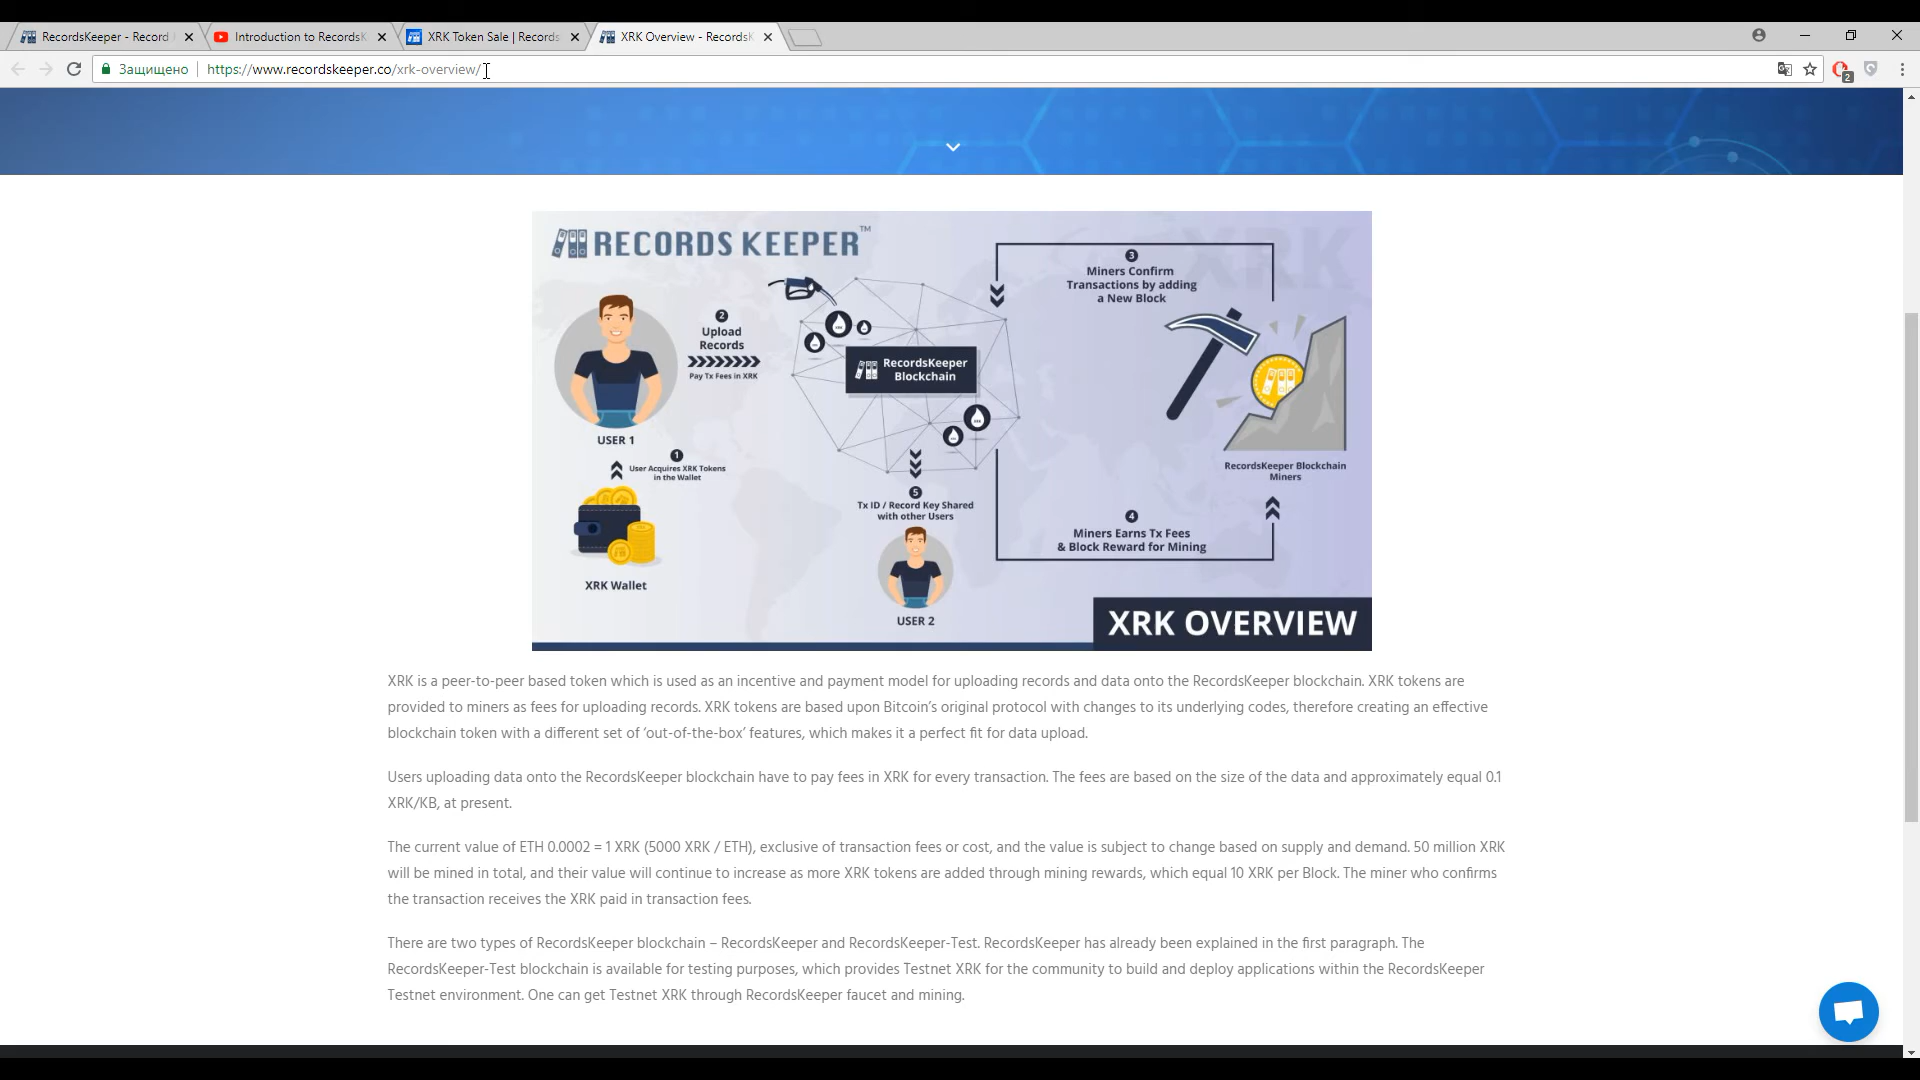 RecordsKeeper - Record
Introduction to RecordsK
XRK Token Sale | Records
XRK Overview - RecordsK
Защищено
https://www.recordskeeper.co/xrk-overview/
2
RECORDS KEEPER™
XRK
3
Miners Confirm
Transactions by adding
a New Block
2
Upload
Records
Pay Tx Fees in XRK
RecordsKeeper
Blockchain
USER 1
1
User Acquires XRK Tokens
in the Wallet
RecordsKeeper Blockchain
Miners
5
Tx ID / Record Key Shared
with other Users
4
Miners Earns Tx Fees
& Block Reward for Mining
XRK Wallet
USER 2
XRK OVERVIEW
XRK is a peer-to-peer based token which is used as an incentive and payment model for uploading records and data onto the RecordsKeeper blockchain. XRK tokens are
provided to miners as fees for uploading records. XRK tokens are based upon Bitcoin’s original protocol with changes to its underlying codes, therefore creating an effective
blockchain token with a different set of ‘out-of-the-box’ features, which makes it a perfect fit for data upload.
Users uploading data onto the RecordsKeeper blockchain have to pay fees in XRK for every transaction. The fees are based on the size of the data and approximately equal 0.1
XRK/KB, at present.
The current value of ETH 0.0002 = 1 XRK (5000 XRK / ETH), exclusive of transaction fees or cost, and the value is subject to change based on supply and demand. 50 million XRK
will be mined in total, and their value will continue to increase as more XRK tokens are added through mining rewards, which equal 10 XRK per Block. The miner who confirms
the transaction receives the XRK paid in transaction fees.
There are two types of RecordsKeeper blockchain – RecordsKeeper and RecordsKeeper-Test. RecordsKeeper has already been explained in the first paragraph. The
RecordsKeeper-Test blockchain is available for testing purposes, which provides Testnet XRK for the community to build and deploy applications within the RecordsKeeper
Testnet environment. One can get Testnet XRK through RecordsKeeper faucet and mining.